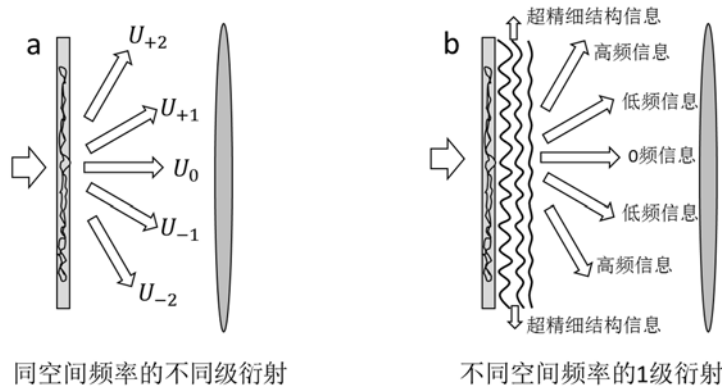 a
U₊₂
U₊₁
U₀
U₋₁
U₋₂
同空间频率的不同级衍射
b
超精细结构信息
高频信息
低频信息
0频信息
低频信息
高频信息
超精细结构信息
不同空间频率的1级衍射